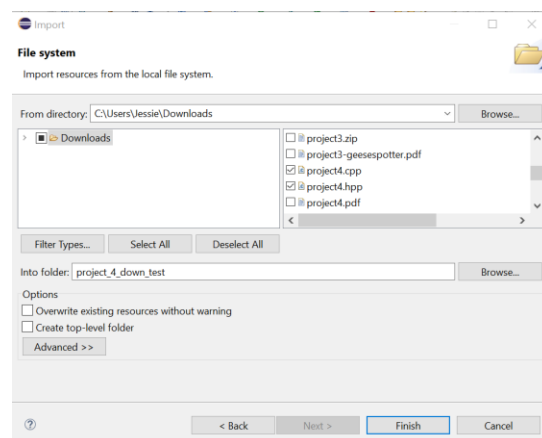 Import
File system
Import resources from the local file system.
From directory: C:\Users\Jessie\Downloads
Browse...
Downloads
project3.zip
project3-geesespotter.pdf
project4.cpp
project4.hpp
project4.pdf
Filter Types...
Select All
Deselect All
Into folder: project_4_down_test
Browse...
Options
Overwrite existing resources without warning
Create top-level folder
Advanced >>
?
< Back
Next >
Finish
Cancel